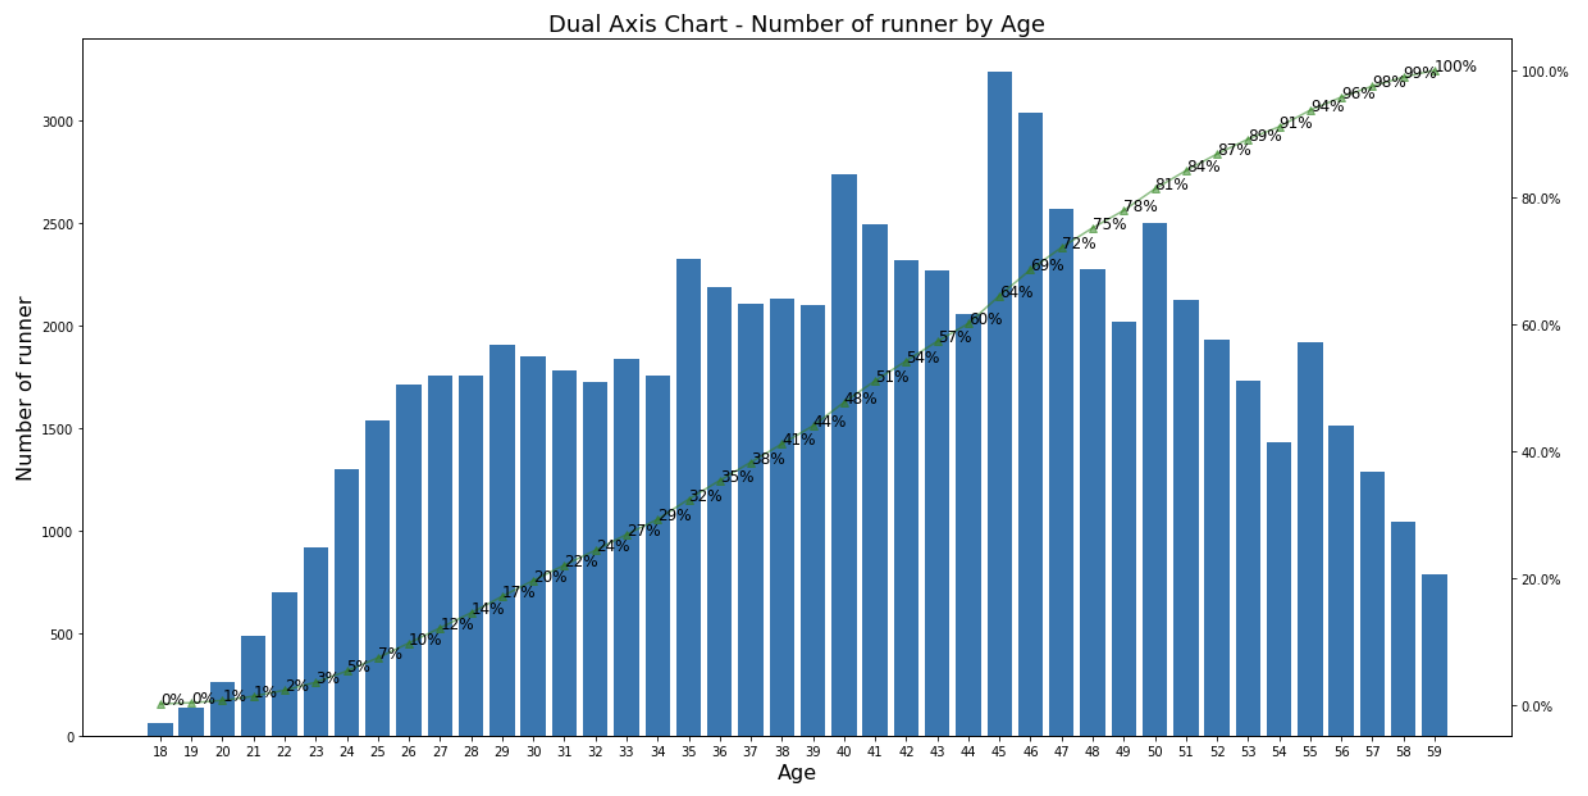 Dual Axis Chart - Number of runner by Age
Number of runner
3000
2500
2000
1500
1000
500
0
100.0%
80.0%
60.0%
40.0%
20.0%
0.0%
0% 0% 1% 1% 2% 3% 5% 7% 10% 12% 14% 17% 20% 22% 24% 27% 29% 32% 35% 38% 41% 44% 48% 51% 54% 57% 60% 64% 69% 72% 75% 78% 81% 84% 87% 89% 91% 94% 96% 98% 99% 100%
18 19 20 21 22 23 24 25 26 27 28 29 30 31 32 33 34 35 36 37 38 39 40 41 42 43 44 45 46 47 48 49 50 51 52 53 54 55 56 57 58 59
Age